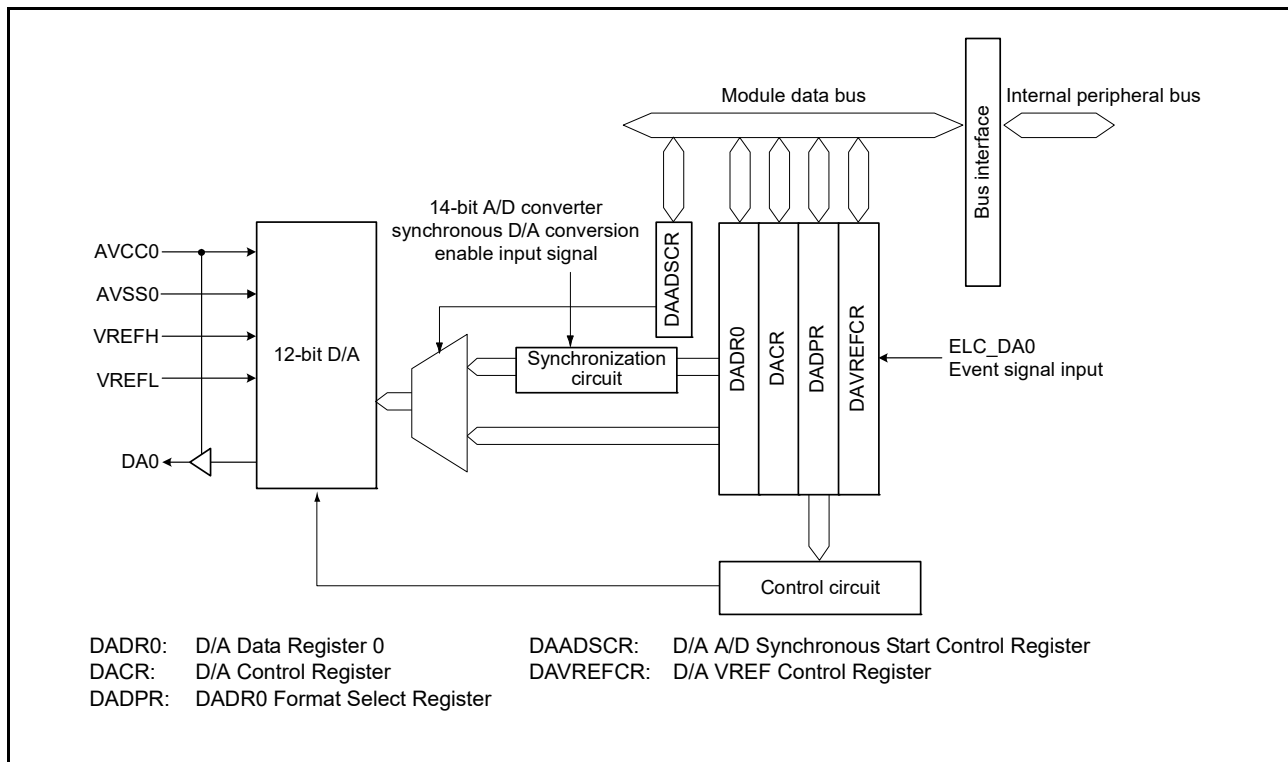 Module data bus
Internal peripheral bus
Bus interface
14-bit A/D converter
synchronous D/A conversion
enable input signal
DAADSCR
AVCC0
AVSS0
VREFH
VREFL
DA0
12-bit D/A
Synchronization
circuit
DADR0
DACR
DADPR
DAVREFCR
ELC_DA0
Event signal input
Control circuit
DADR0: D/A Data Register 0
DAADSCR: D/A A/D Synchronous Start Control Register
DACR: D/A Control Register
DAVREFCR: D/A VREF Control Register
DADPR: DADR0 Format Select Register